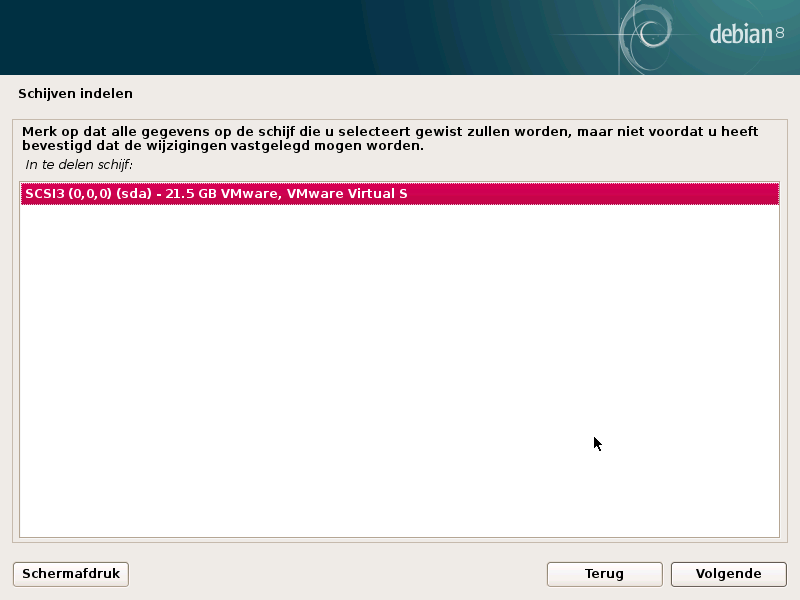 debian 8
Schijven indelen
Merk op dat alle gegevens op de schijf die u selecteert gewist zullen worden, maar niet voordat u heeft
bevestigd dat de wijzigingen vastgelegd mogen worden.
In te delen schijf:
SCSI3 (0,0,0) (sda) - 21.5 GB VMware, VMware Virtual S
Schermafdruk
Terug
Volgende